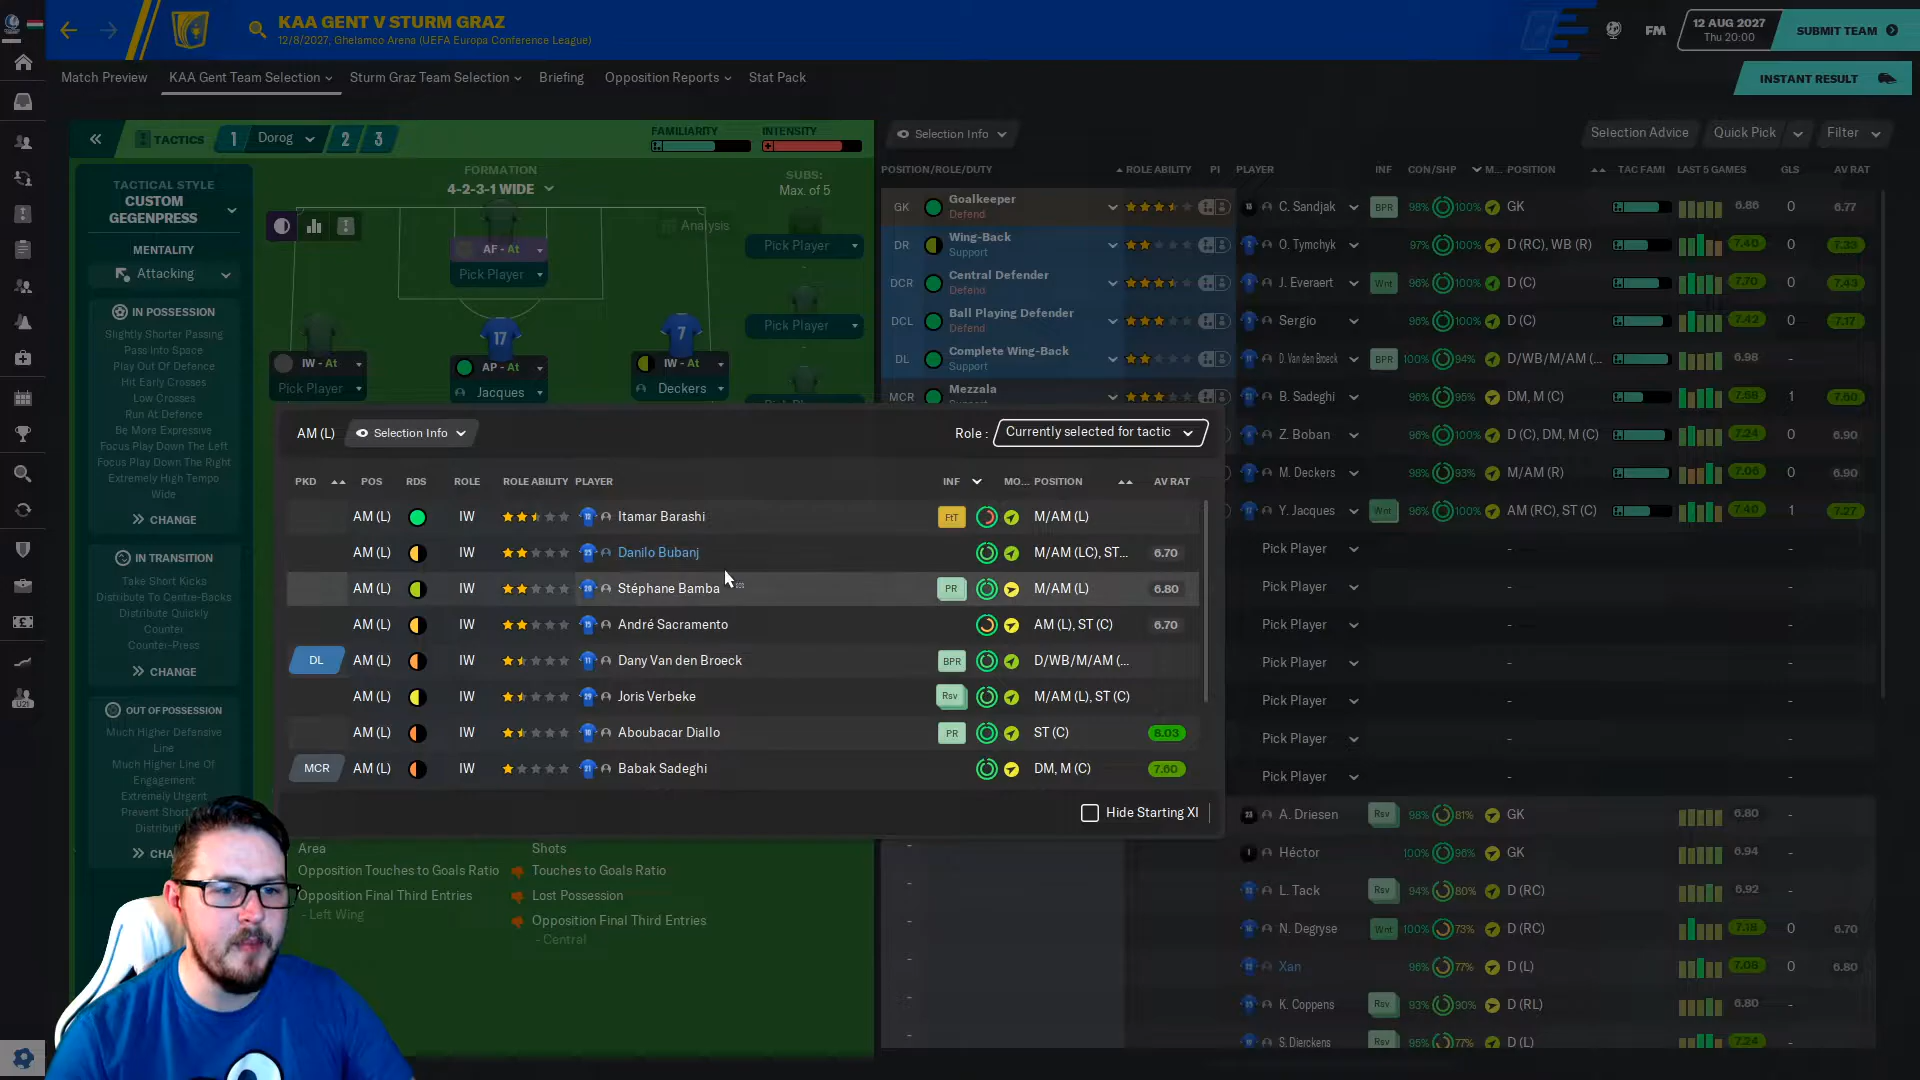 KAA GENT V STURM GRAZ
12/8/2027, Ghelamco Arena (UEFA Europa Conference League)
FM
12 AUG 2027
Thu 20:00
SUBMIT TEAM
Match Preview
KAA Gent Team Selection
Sturm Graz Team Selection
Briefing
Opposition Reports
Stat Pack
INSTANT RESULT
TACTICS
1 Dorog 2 3
FAMILIARITY
INTENSITY
Selection Info
Selection Advice
Quick Pick
Filter
TACTICAL STYLE
CUSTOM
GEGENPRESS
MENTALITY
Attacking
IN POSSESSION
Slightly Shorter Passing
Pass Into Space
Play Out Of Defence
Hit Early Crosses
Low Crosses
Run At Defence
Be More Expressive
Focus Play Down The Left
Focus Play Down The Right
Extremely High Tempo
Wide
CHANGE
IN TRANSITION
Take Short Kicks
Distribute To Centre-Backs
Distribute Quickly
Counter
Counter-Press
CHANGE
OUT OF POSSESSION
Much Higher Defensive
Line
Much Higher Line Of
Engagement
Extremely Urgent
Prevent Short
FORMATION
4-2-3-1 WIDE
SUBS:
Max. of 5
Analysis
AF - At
Pick Player
Pick Player
Pick Player
17
7
IW - At
Pick Player
AP - At
Jacques
IW - At
Deckers
POSITION/ROLE/DUTY ROLE ABILITY PI PLAYER INF CON/SHP M... POSITION TAC FAMI LAST 5 GAMES GLS AV RAT
GK Goalkeeper Defend C. Sandjak BPR 98% 100% GK 6.86 0 6.77
DR Wing-Back Support O. Tymchyk 97% 100% D (RC), WB (R) 7.40 0 7.33
DCR Central Defender Defend J. Everaert Wnt 96% 100% D (C) 7.70 0 7.43
DCL Ball Playing Defender Defend Sergio 96% 100% D (C) 7.42 0 7.17
DL Complete Wing-Back Support D. Van den Broeck BPR 100% 94% D/WB/M/AM (... 6.98 -
MCR Mezzala B. Sadeghi 96% 95% DM, M (C) 7.58 1 7.60
Z. Boban 96% 100% D (C), DM, M (C) 7.24 0 6.90
M. Deckers 98% 93% M/AM (R) 7.06 0 6.90
Y. Jacques Wnt 96% 100% AM (RC), ST (C) 7.40 1 7.27
Pick Player - -
Pick Player - -
Pick Player - -
Pick Player - -
Pick Player - -
Pick Player - -
Pick Player - -
A. Driesen Rsv 98% 81% GK 6.80 -
Héctor 100% 96% GK 6.94 -
L. Tack Rsv 94% 80% D (RC) 6.92 -
N. Degryse Wnt 100% 73% D (RC) 7.18 0 6.70
Xan 96% 77% D (L) 7.08 0 6.80
K. Coppens Rsv 93% 90% D (RL) 6.80 -
S. Dierckens Rsv 95% 77% D (L) 7.24 -
AM (L)
Selection Info
Role : Currently selected for tactic
PKD POS RDS ROLE ROLE ABILITY PLAYER INF MO... POSITION AV RAT
AM (L) IW Itamar Barashi FtT M/AM (L)
AM (L) IW Danilo Bubanj M/AM (LC), ST... 6.70
AM (L) IW Stéphane Bamba PR M/AM (L) 6.80
AM (L) IW André Sacramento AM (L), ST (C) 6.70
DL AM (L) IW Dany Van den Broeck BPR D/WB/M/AM (...
AM (L) IW Joris Verbeke Rsv M/AM (L), ST (C)
AM (L) IW Aboubacar Diallo PR ST (C) 8.03
MCR AM (L) IW Babak Sadeghi DM, M (C) 7.60
Hide Starting XI
Area
Opposition Touches to Goals Ratio
Opposition Final Third Entries
- Left Wing
Shots
Touches to Goals Ratio
Lost Possession
Opposition Final Third Entries
- Central